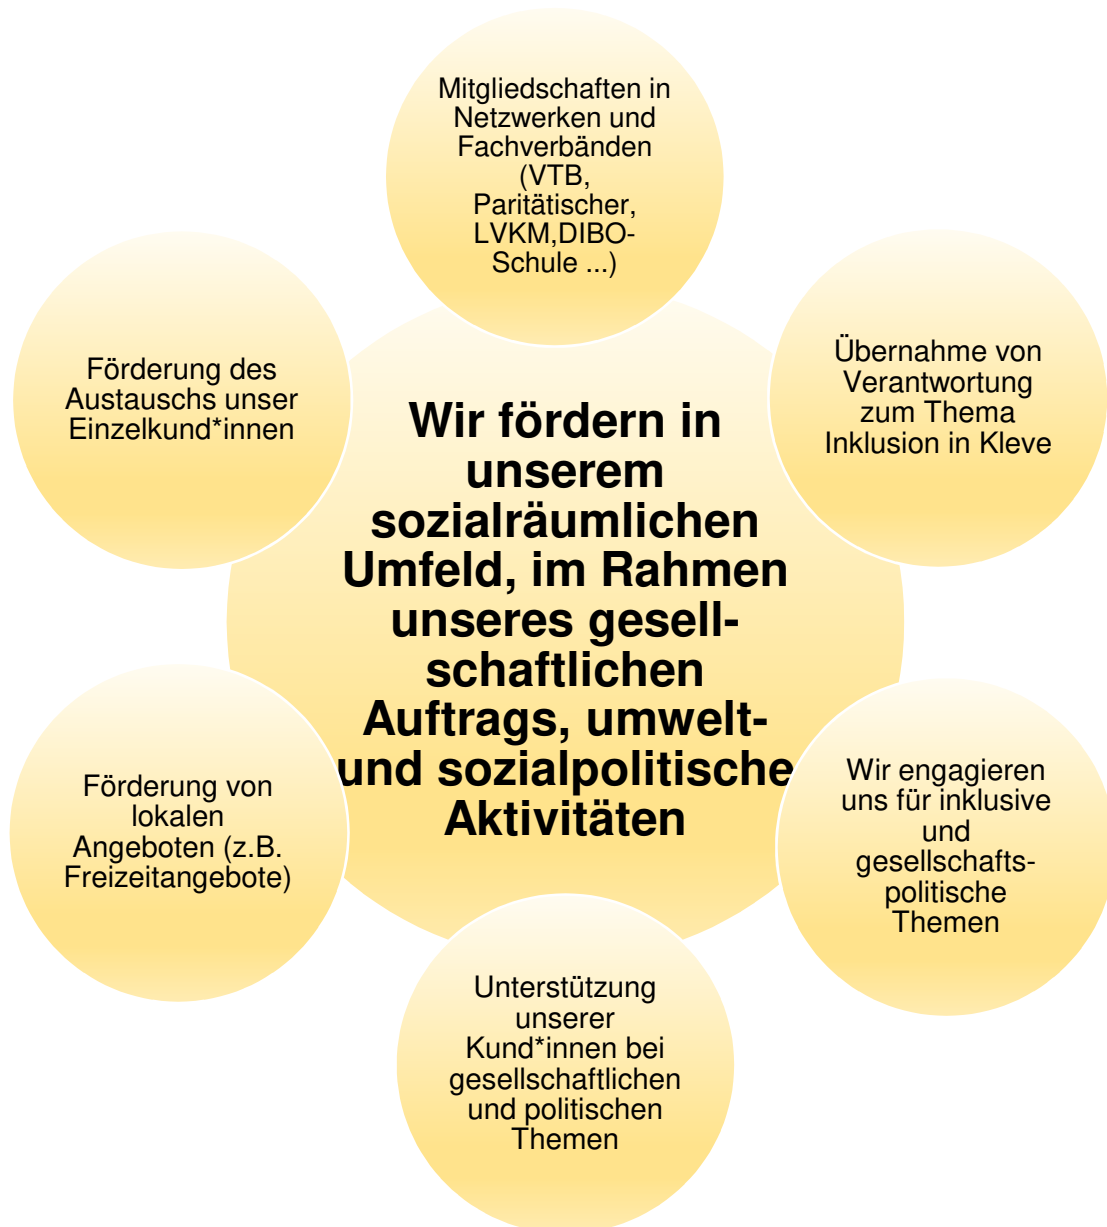 Mitgliedschaften in
Netzwerken und
Fachverbänden
(VTB,
Paritätischer,
LVKM,DIBO-
Schule ...)
Übernahme von
Verantwortung
zum Thema
Inklusion in Kleve
Wir engagieren
uns für inklusive
und
gesellschafts-
politische
Themen
Unterstützung
unserer
Kund*innen bei
gesellschaftlichen
und politischen
Themen
Förderung von
lokalen
Angeboten (z.B.
Freizeitangebote)
Förderung des
Austauschs unser
Einzelkund*innen
Wir fördern in
unserem
sozialräumlichen
Umfeld, im Rahmen
unseres gesell-
schaftlichen
Auftrags, umwelt-
und sozialpolitische
Aktivitäten